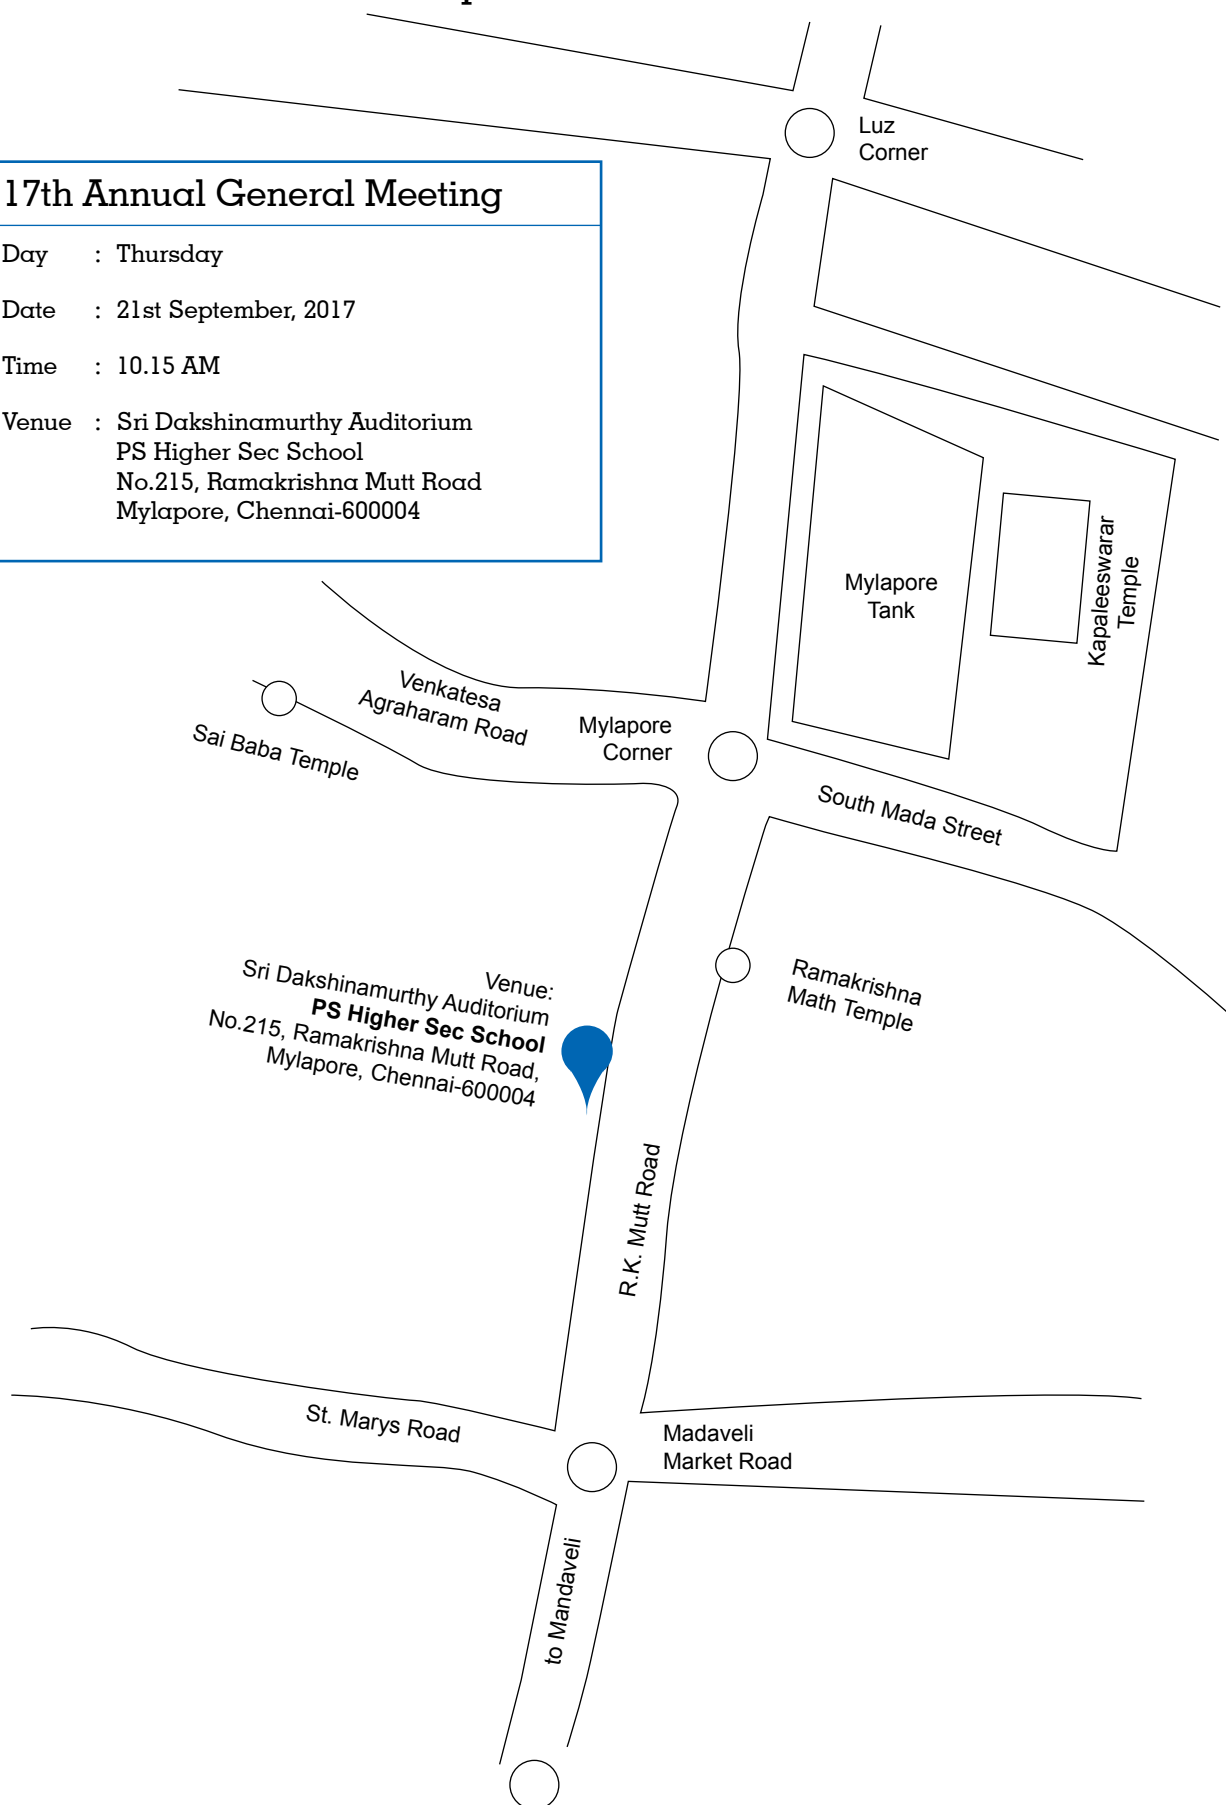 Luz
Corner
17th Annual General Meeting
Day : Thursday
Date : 21st September, 2017
Time : 10.15 AM
Venue : Sri Dakshinamurthy Auditorium
PS Higher Sec School
No.215, Ramakrishna Mutt Road
Mylapore, Chennai-600004
Mylapore
Tank
Kapaleeswarar
Temple
Venkatesa
Agraharam Road
Sai Baba Temple
Mylapore
Corner
South Mada Street
Venue:
Sri Dakshinamurthy Auditorium
PS Higher Sec School
No.215, Ramakrishna Mutt Road,
Mylapore, Chennai-600004
Ramakrishna
Math Temple
R.K. Mutt Road
St. Marys Road
Madaveli
Market Road
to Mandaveli